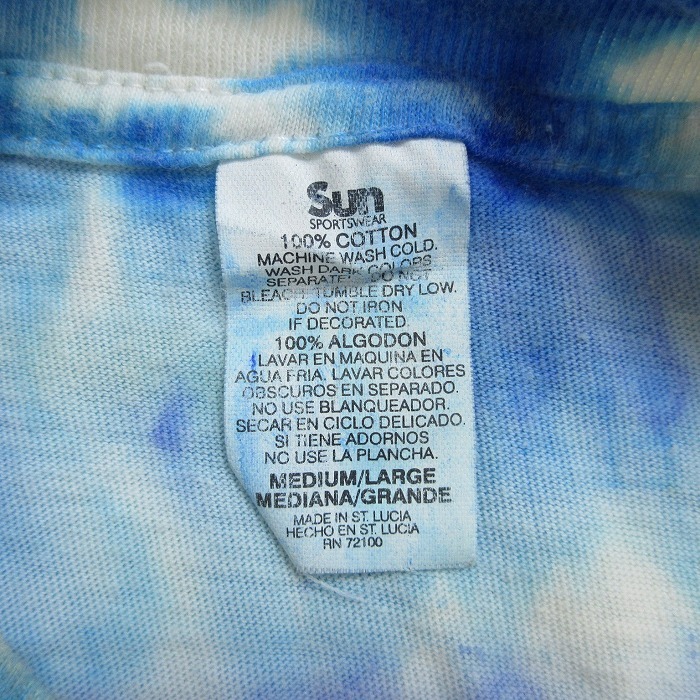 Sun
SPORTSWEAR
100% COTTON
MACHINE WASH COLD.
WASH DARK COLORS
SEPARATELY. DO NOT
BLEACH. TUMBLE DRY LOW.
DO NOT IRON
IF DECORATED.
100% ALGODON
LAVAR EN MAQUINA EN
AGUA FRIA. LAVAR COLORES
OBSCUROS EN SEPARADO.
NO USE BLANQUEADOR.
SECAR EN CICLO DELICADO.
SI TIENE ADORNOS
NO USE LA PLANCHA.
MEDIUM/LARGE
MEDIANA/GRANDE
MADE IN ST. LUCIA
HECHO EN ST. LUCIA
RN 72100